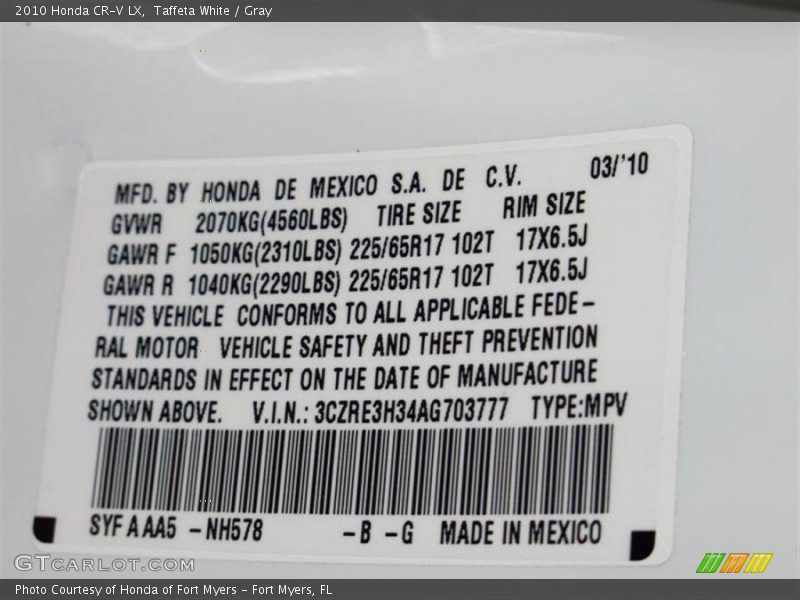 2010 Honda CR-V LX,  Taffeta White / Gray
MFD. BY HONDA DE MEXICO S.A. DE C.V. 03/'10
GVWR 2070KG(4560LBS) TIRE SIZE RIM SIZE
GAWR F 1050KG(2310LBS) 225/65R17 102T 17X6.5J
GAWR R 1040KG(2290LBS) 225/65R17 102T 17X6.5J
THIS VEHICLE CONFORMS TO ALL APPLICABLE FEDE-
RAL MOTOR VEHICLE SAFETY AND THEFT PREVENTION
STANDARDS IN EFFECT ON THE DATE OF MANUFACTURE
SHOWN ABOVE. V.I.N.: 3CZRE3H34AG703777 TYPE:MPV
SYF A AA5 -NH578 -B -G MADE IN MEXICO
GTCARLOT.COM
Photo Courtesy of Honda of Fort Myers - Fort Myers, FL